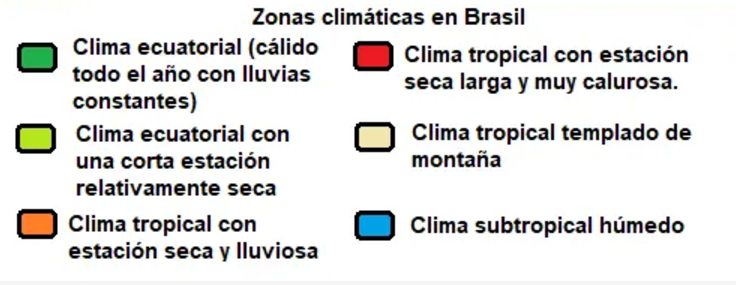 Zonas climáticas en Brasil
Clima ecuatorial (cálido
todo el año con lluvias
constantes)
Clima ecuatorial con
una corta estación
relativamente seca
Clima tropical con
estación seca y lluviosa
Clima tropical con estación
seca larga y muy calurosa.
Clima tropical templado de
montaña
Clima subtropical húmedo